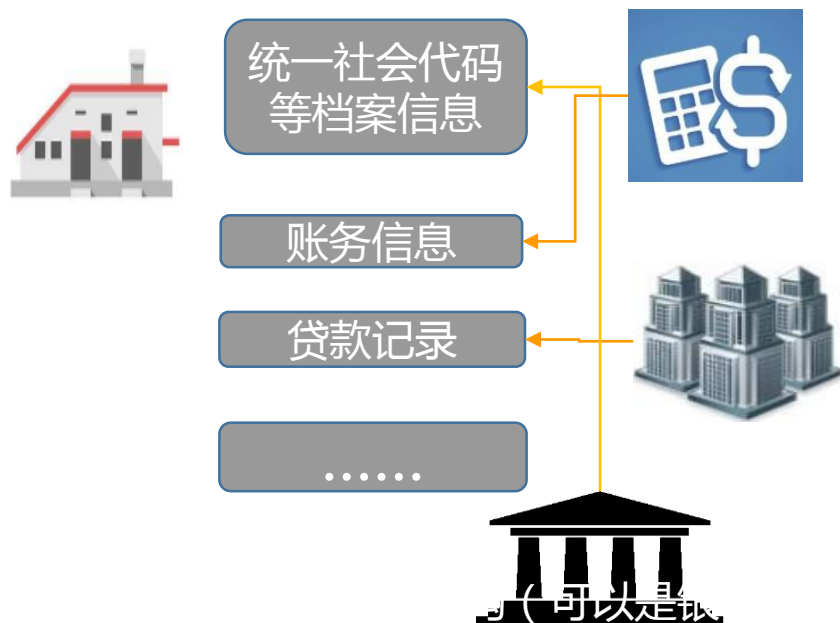 统一社会代码
等档案信息
账务信息
贷款记录
......
（可以是银